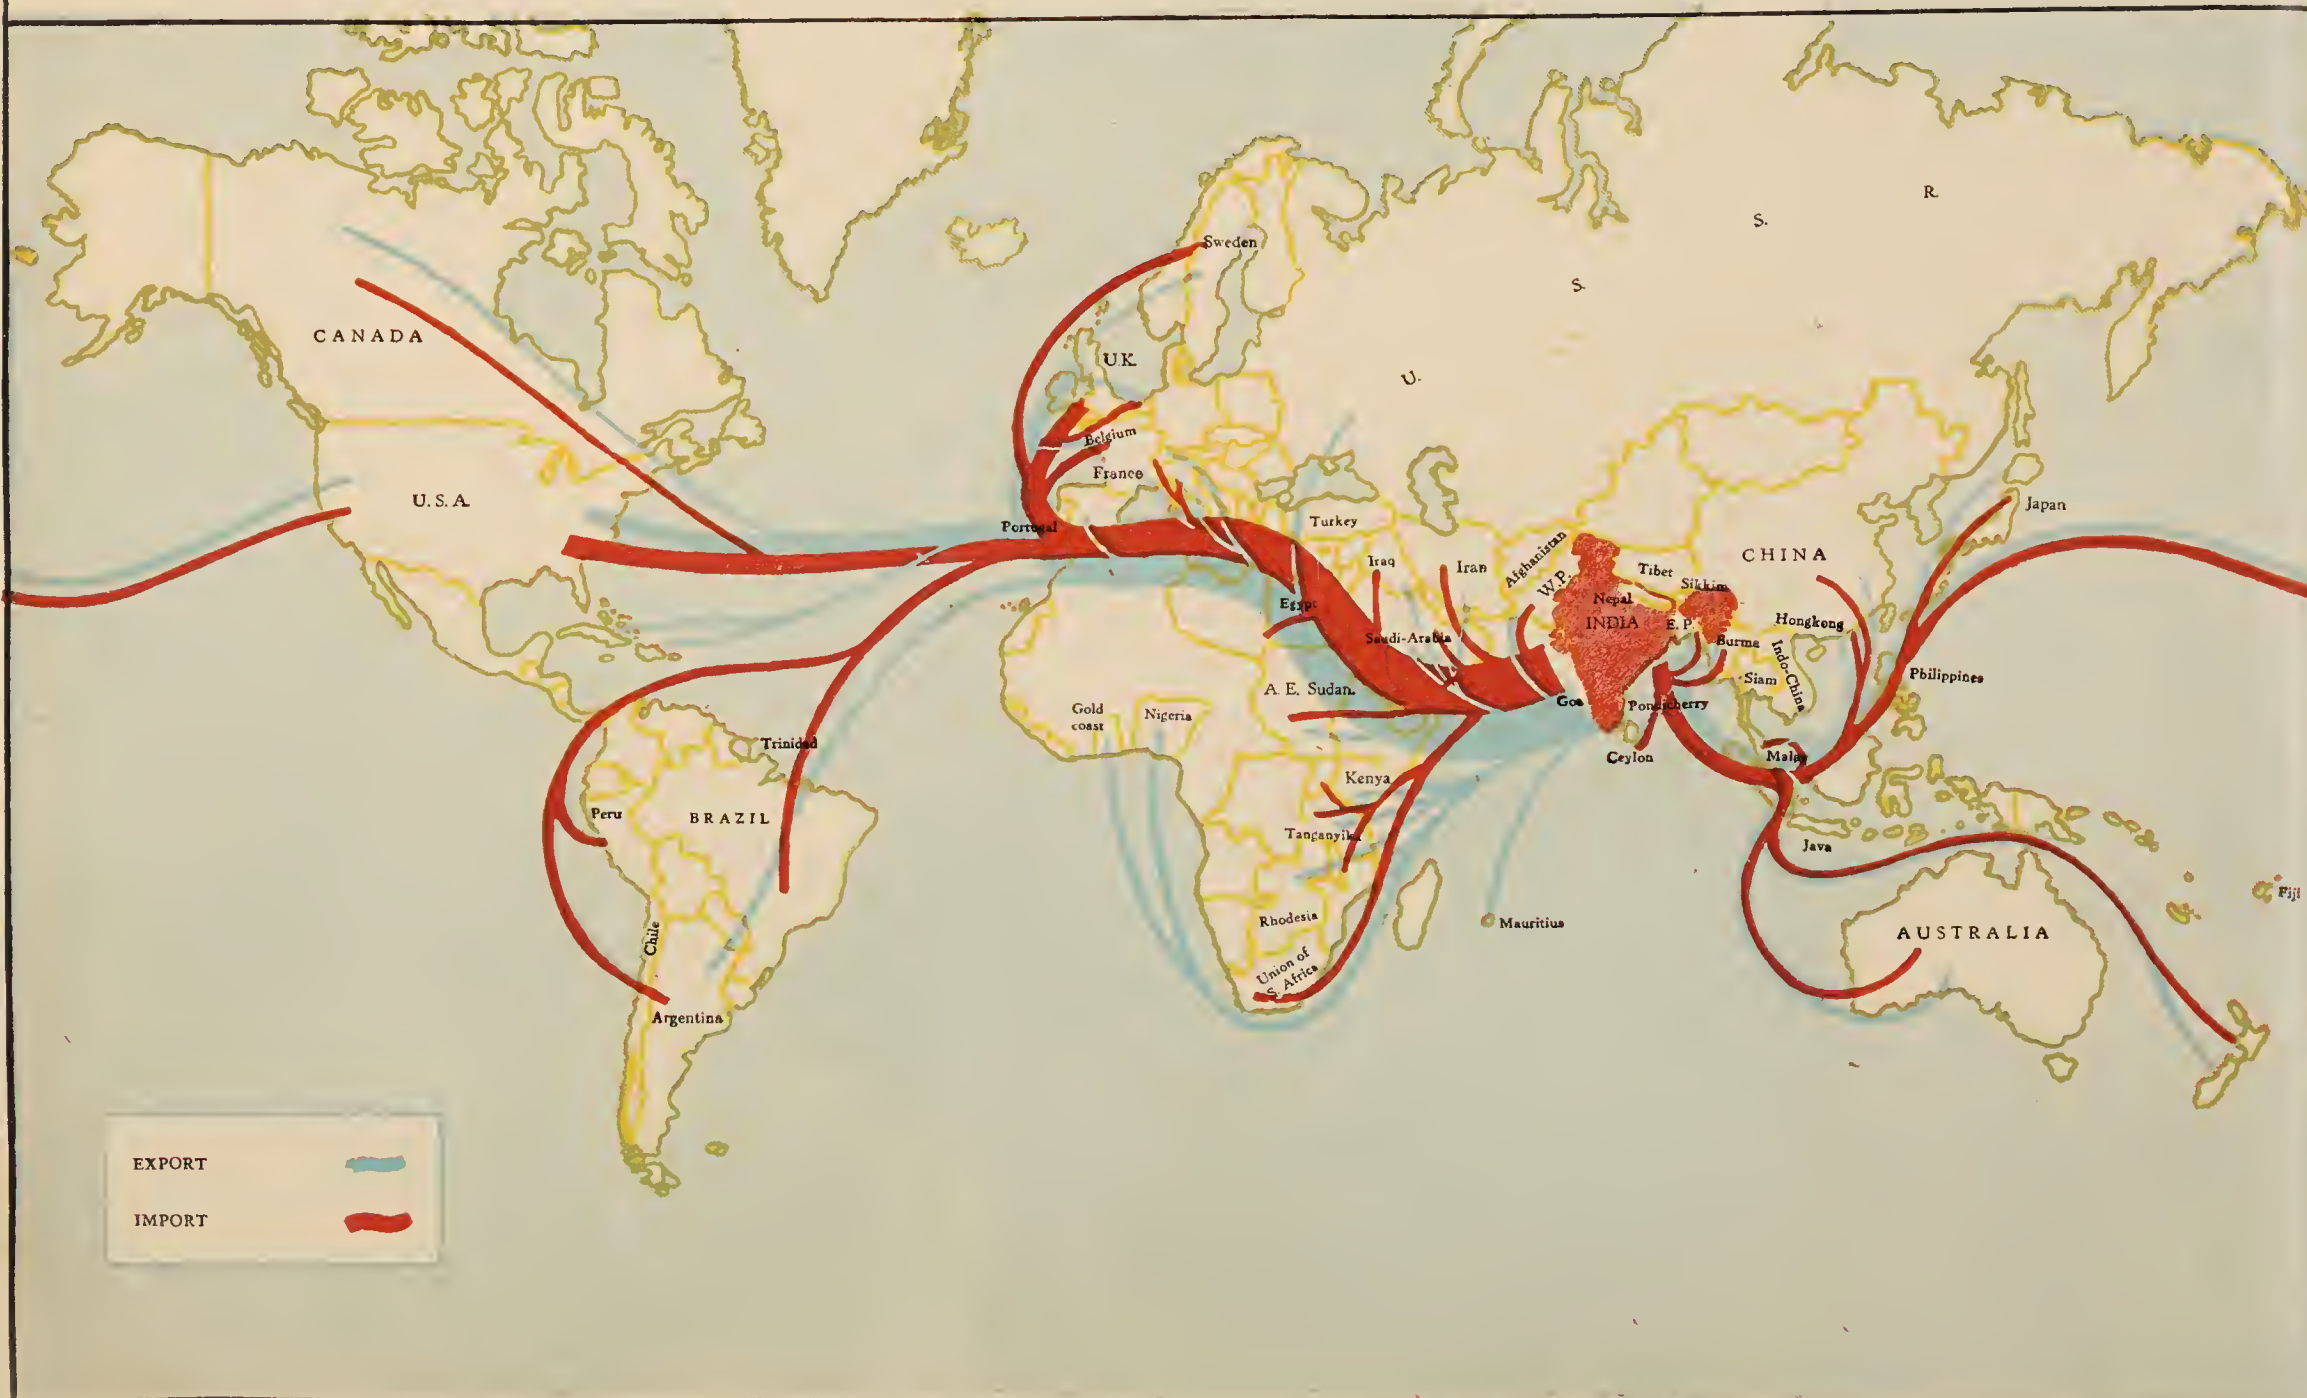 R.
S.
Sweden
S.
CANADA
U.K.
U.
Belgium
France
U.S.A.
Japan
Portugal
Turkey
CHINA
Afghanistan
Iraq
Iran
Tibet
W.P.
Sikkim
Nepal
Egypt
INDIA
E.P.
Hongkong
Saudi-Arabia
Burma
Indo-China
Siam
Philippines
A. E. Sudan
Goa
Pondicherry
Gold
coast
Nigeria
Trinidad
Ceylon
Malay
Kenya
Peru
BRAZIL
Tanganyika
Java
Fiji
Rhodesia
Mauritius
AUSTRALIA
Chile
Union of
S. Africa
Argentina
EXPORT
IMPORT